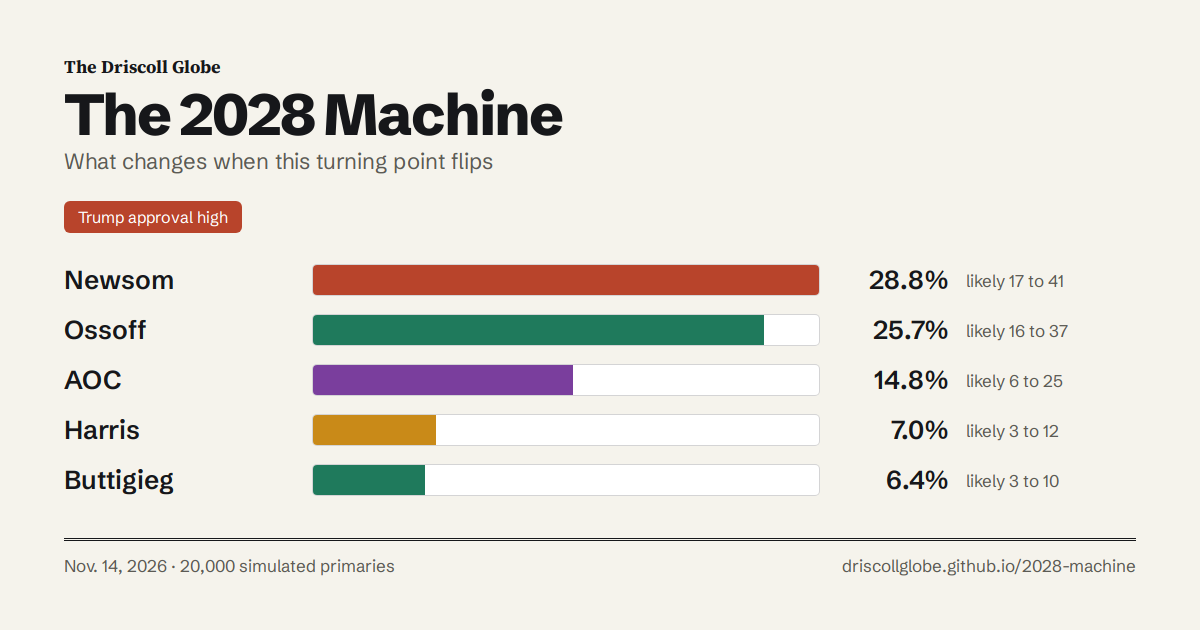 The Driscoll Globe
The 2028 Machine
What changes when this turning point flips
Trump approval high
Newsom 28.8% likely 17 to 41
Ossoff 25.7% likely 16 to 37
AOC 14.8% likely 6 to 25
Harris 7.0% likely 3 to 12
Buttigieg 6.4% likely 3 to 10
Nov. 14, 2026 · 20,000 simulated primaries driscollglobe.github.io/2028-machine